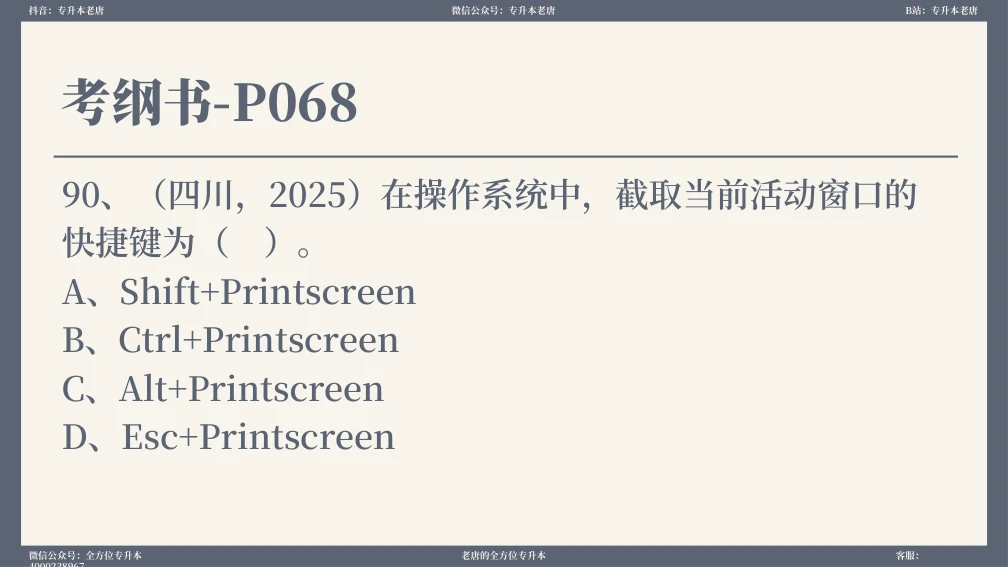 抖音：专升本老唐
微信公众号：专升本老唐
B站：专升本老唐
考纲书-P068
90、（四川，2025）在操作系统中，截取当前活动窗口的
快捷键为（　）。
A、Shift+Printscreen
B、Ctrl+Printscreen
C、Alt+Printscreen
D、Esc+Printscreen
微信公众号：全方位专升本
老唐的全方位专升本
客服：
4000238967